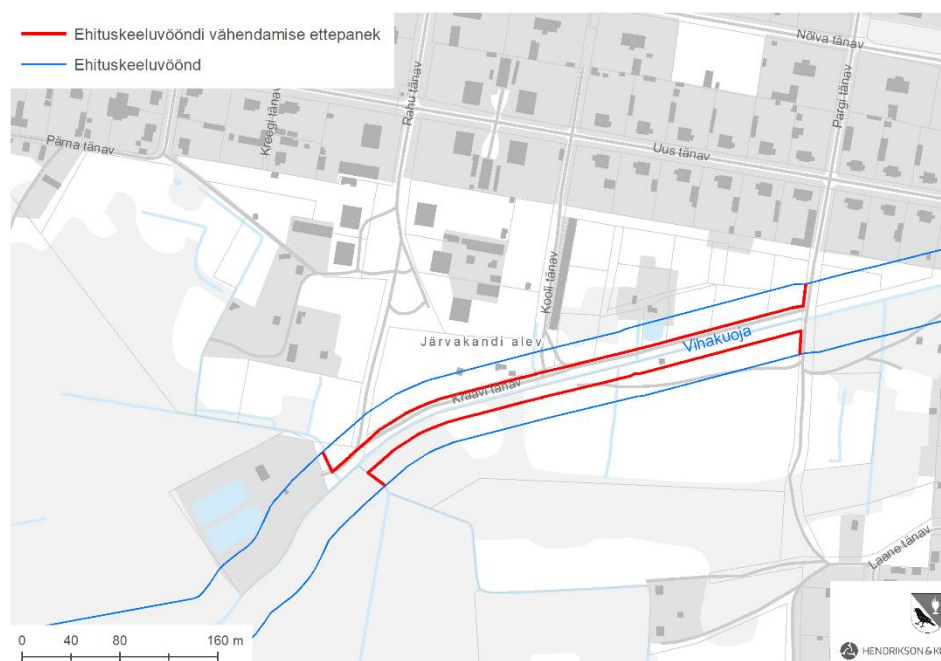 Ehituskeeluvööndi vähendamise ettepanek
Ehituskeeluvöönd
Nõlva tänav
Pargi tänav
Rahu tänav
Kreegi tänav
Pärna tänav
Uus tänav
Kooli tänav
Järvakandi alev
Vihakuoja
Kraavi tänav
Laane tänav
0 40 80 160 m
HENDRIKSON & KO